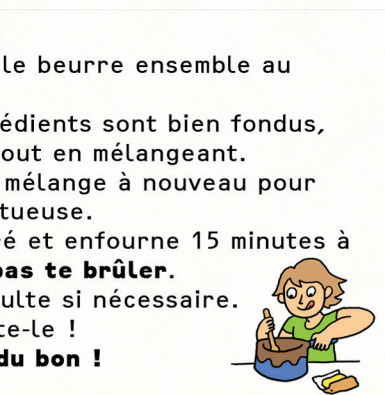 le beurre ensemble au
édients sont bien fondus,
out en mélangeant.
mélange à nouveau pour
tueuse.
é et enfourne 15 minutes à
pas te brûler.
ulte si nécessaire.
te-le !
du bon !